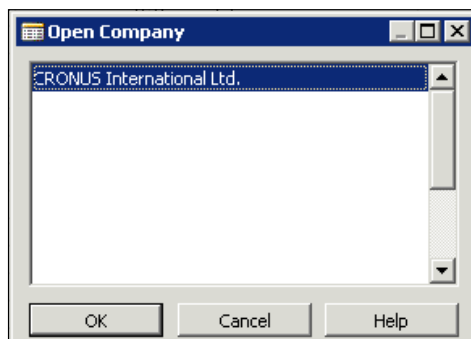 Open Company
CRONUS International Ltd.
OK
Cancel
Help